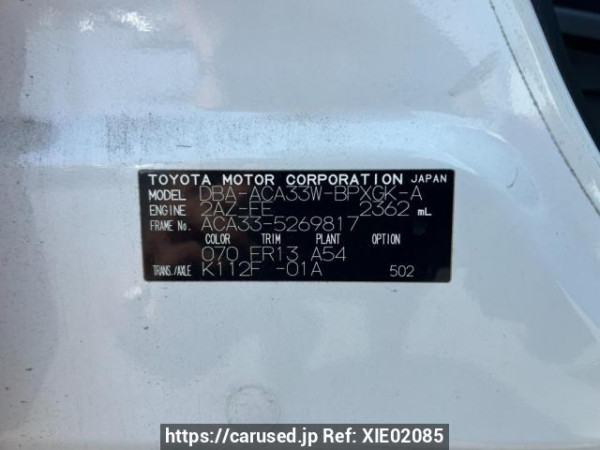 TOYOTA MOTOR CORPORATION JAPAN
MODEL DBA-ACA33W-BPXGK-A
ENGINE 2AZ-FE 2362 mL
FRAME No. ACA33-5269817
COLOR TRIM PLANT OPTION
070 ER13 A54
TRANS./AXLE K112F -01A 502
https://carused.jp Ref: XIE02085